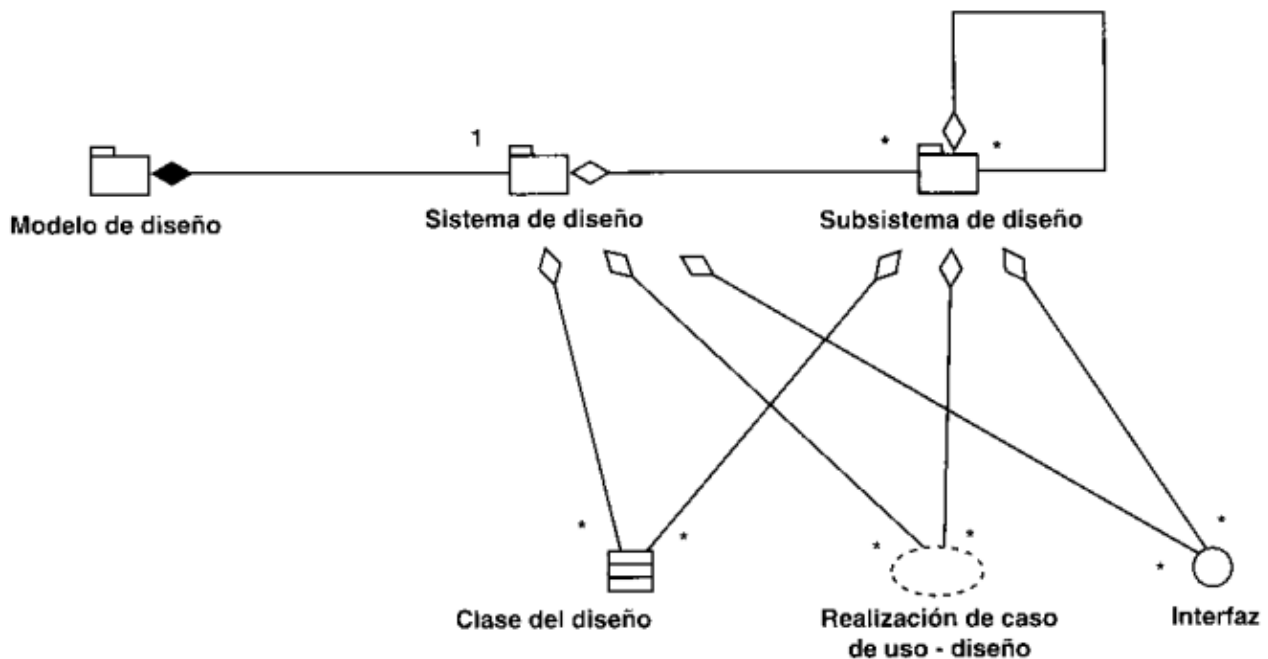 1
*
*
Modelo de diseño
Sistema de diseño
Subsistema de diseño
*
*
*
*
*
*
Clase del diseño
Realización de caso
de uso - diseño
Interfaz